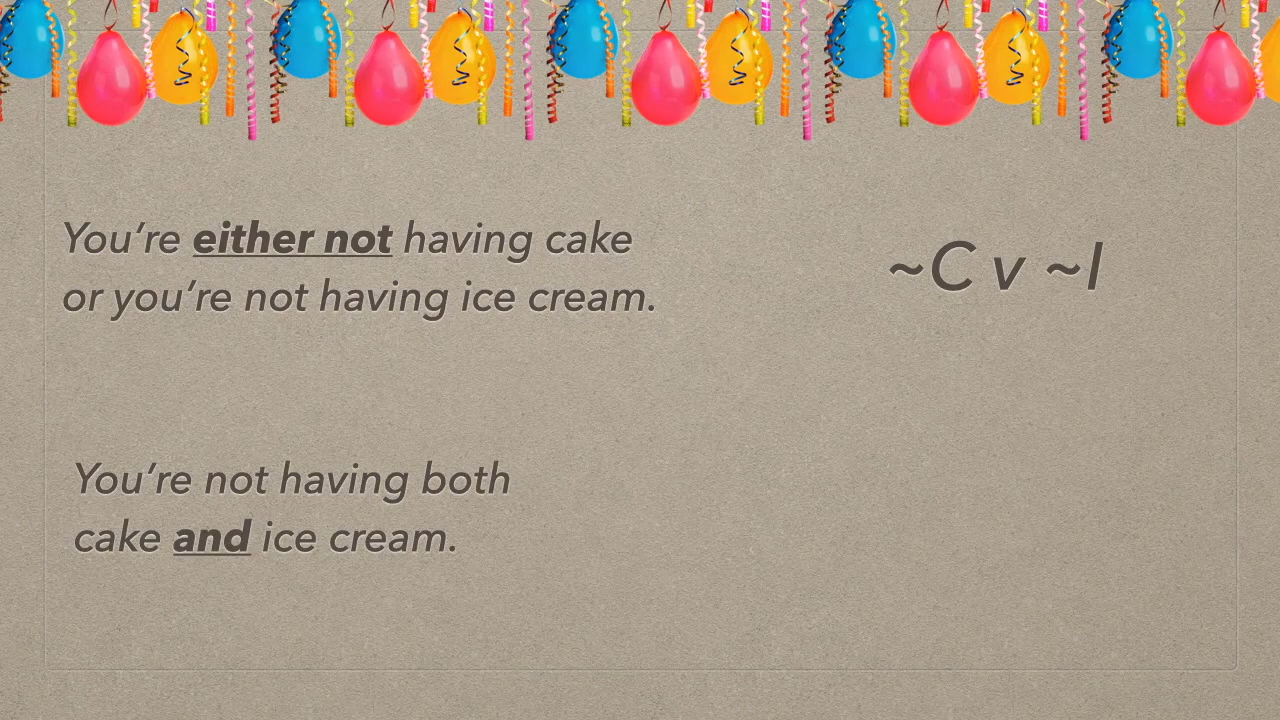 You’re either not having cake
or you’re not having ice cream.
~C v ~I
You’re not having both
cake and ice cream.